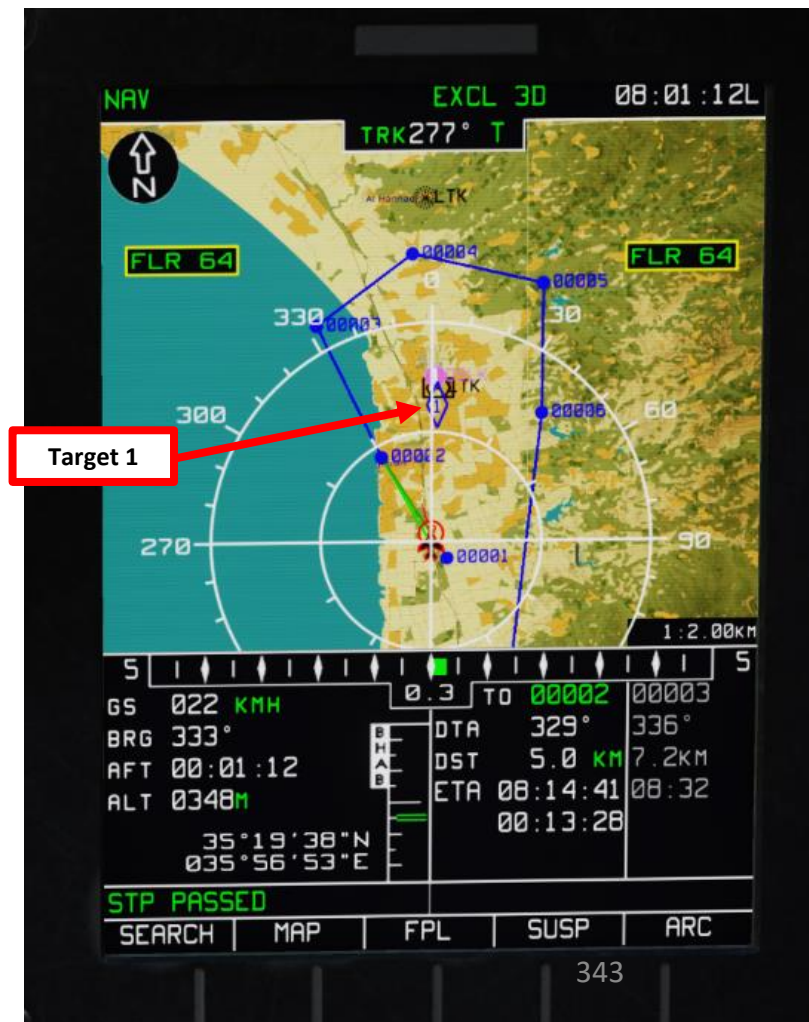 NAV EXCL 3D 08:01:12L
TRK277° T
N
Al Hannadi LTK
00004
FLR 64 FLR 64
00005
0
330 00003 30
LTK
1
300 00006 60
Target 1
00002
270 00001 90
1:2.00KM
S S
0.3
GS 022 KMH TO 00002 00003
BRG 333° DTA 329° 336°
AFT 00:01:12 DST 5.0 KM 7.2KM
ALT 0348M ETA 08:14:41 08:32
00:13:28
BHAB
35°19'38"N
035°56'53"E
STP PASSED
SEARCH MAP FPL SUSP ARC
343